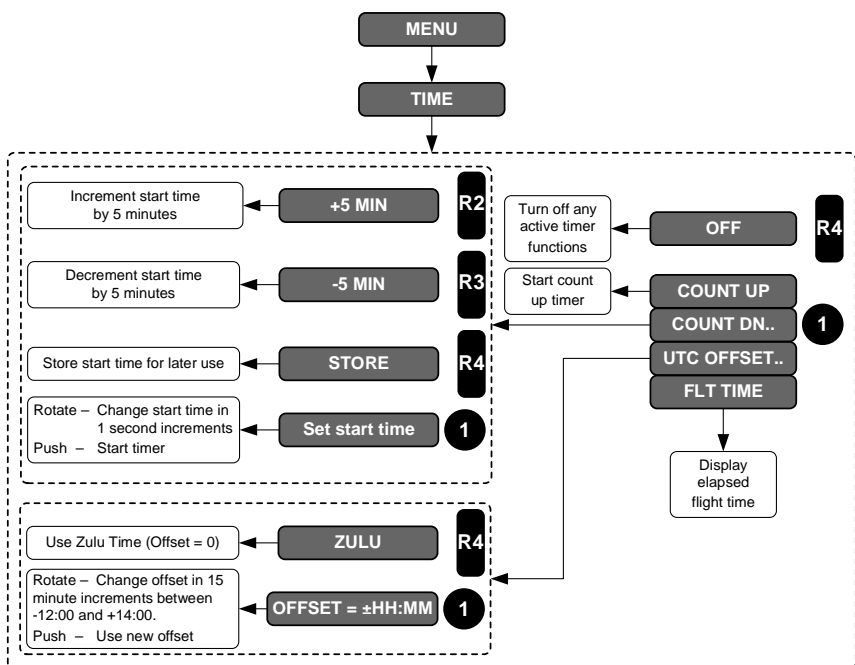 MENU
TIME
Increment start time
by 5 minutes
+5 MIN
R2
Decrement start time
by 5 minutes
-5 MIN
R3
Store start time for later use
STORE
R4
Rotate – Change start time in
1 second increments
Push – Start timer
Set start time
1
Turn off any
active timer
functions
OFF
R4
Start count
up timer
COUNT UP
COUNT DN..
1
UTC OFFSET..
FLT TIME
Display
elapsed
flight time
Use Zulu Time (Offset = 0)
ZULU
R4
Rotate – Change offset in 15
minute increments between
-12:00 and +14:00.
Push – Use new offset
OFFSET = ±HH:MM
1